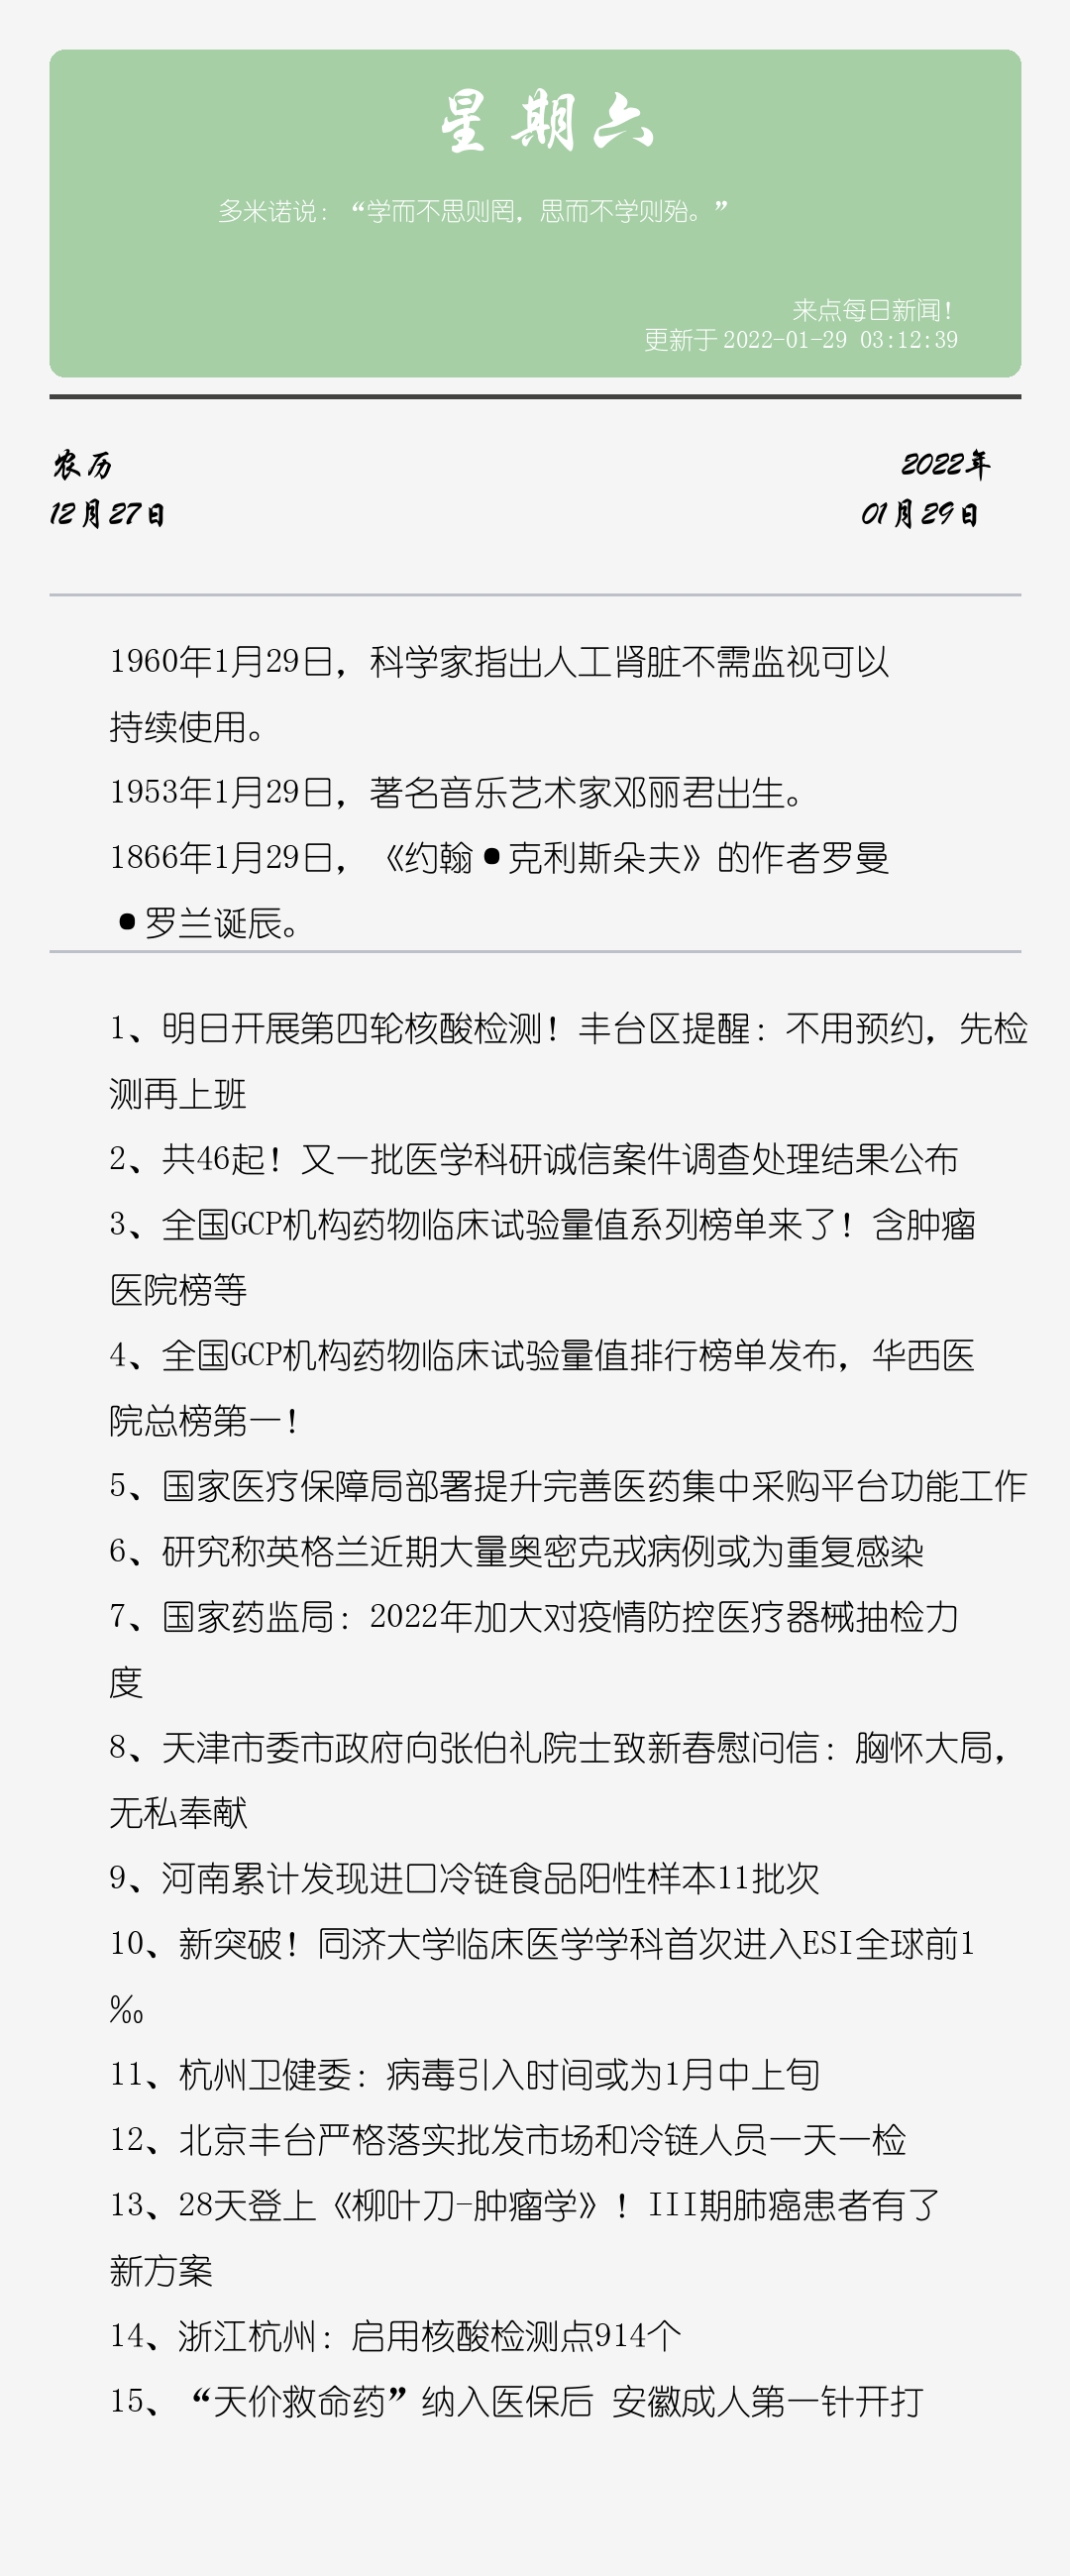 星期六
多米诺说：“学而不思则罔，思而不学则殆。”
来点每日新闻！
更新于 2022-01-29 03:12:39
农历
2022年
12月27日
01月29日
1960年1月29日，科学家指出人工肾脏不需监视可以
持续使用。
1953年1月29日，著名音乐艺术家邓丽君出生。
1866年1月29日，《约翰•克利斯朵夫》的作者罗曼
•罗兰诞辰。
1、明日开展第四轮核酸检测！丰台区提醒：不用预约，先检
测再上班
2、共46起！又一批医学科研诚信案件调查处理结果公布
3、全国GCP机构药物临床试验量值系列榜单来了！含肿瘤
医院榜等
4、全国GCP机构药物临床试验量值排行榜单发布，华西医
院总榜第一！
5、国家医疗保障局部署提升完善医药集中采购平台功能工作
6、研究称英格兰近期大量奥密克戎病例或为重复感染
7、国家药监局：2022年加大对疫情防控医疗器械抽检力
度
8、天津市委市政府向张伯礼院士致新春慰问信：胸怀大局，
无私奉献
9、河南累计发现进口冷链食品阳性样本11批次
10、新突破！同济大学临床医学学科首次进入ESI全球前1
‰
11、杭州卫健委：病毒引入时间或为1月中上旬
12、北京丰台严格落实批发市场和冷链人员一天一检
13、28天登上《柳叶刀-肿瘤学》！III期肺癌患者有了
新方案
14、浙江杭州：启用核酸检测点914个
15、“天价救命药”纳入医保后 安徽成人第一针开打